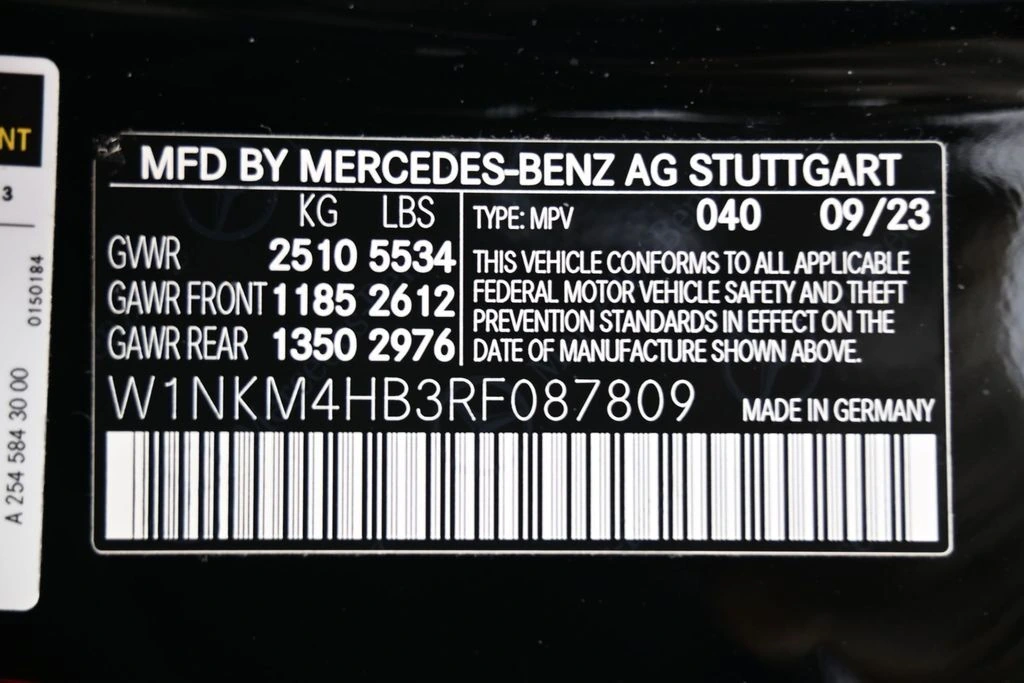 NT
3
0150184
A 254 584 30 00
MFD BY MERCEDES-BENZ AG STUTTGART
KG LBS
GVWR 2510 5534
GAWR FRONT 1185 2612
GAWR REAR 1350 2976
TYPE: MPV 040 09/23
THIS VEHICLE CONFORMS TO ALL APPLICABLE
FEDERAL MOTOR VEHICLE SAFETY AND THEFT
PREVENTION STANDARDS IN EFFECT ON THE
DATE OF MANUFACTURE SHOWN ABOVE.
W1NKM4HB3RF087809
MADE IN GERMANY